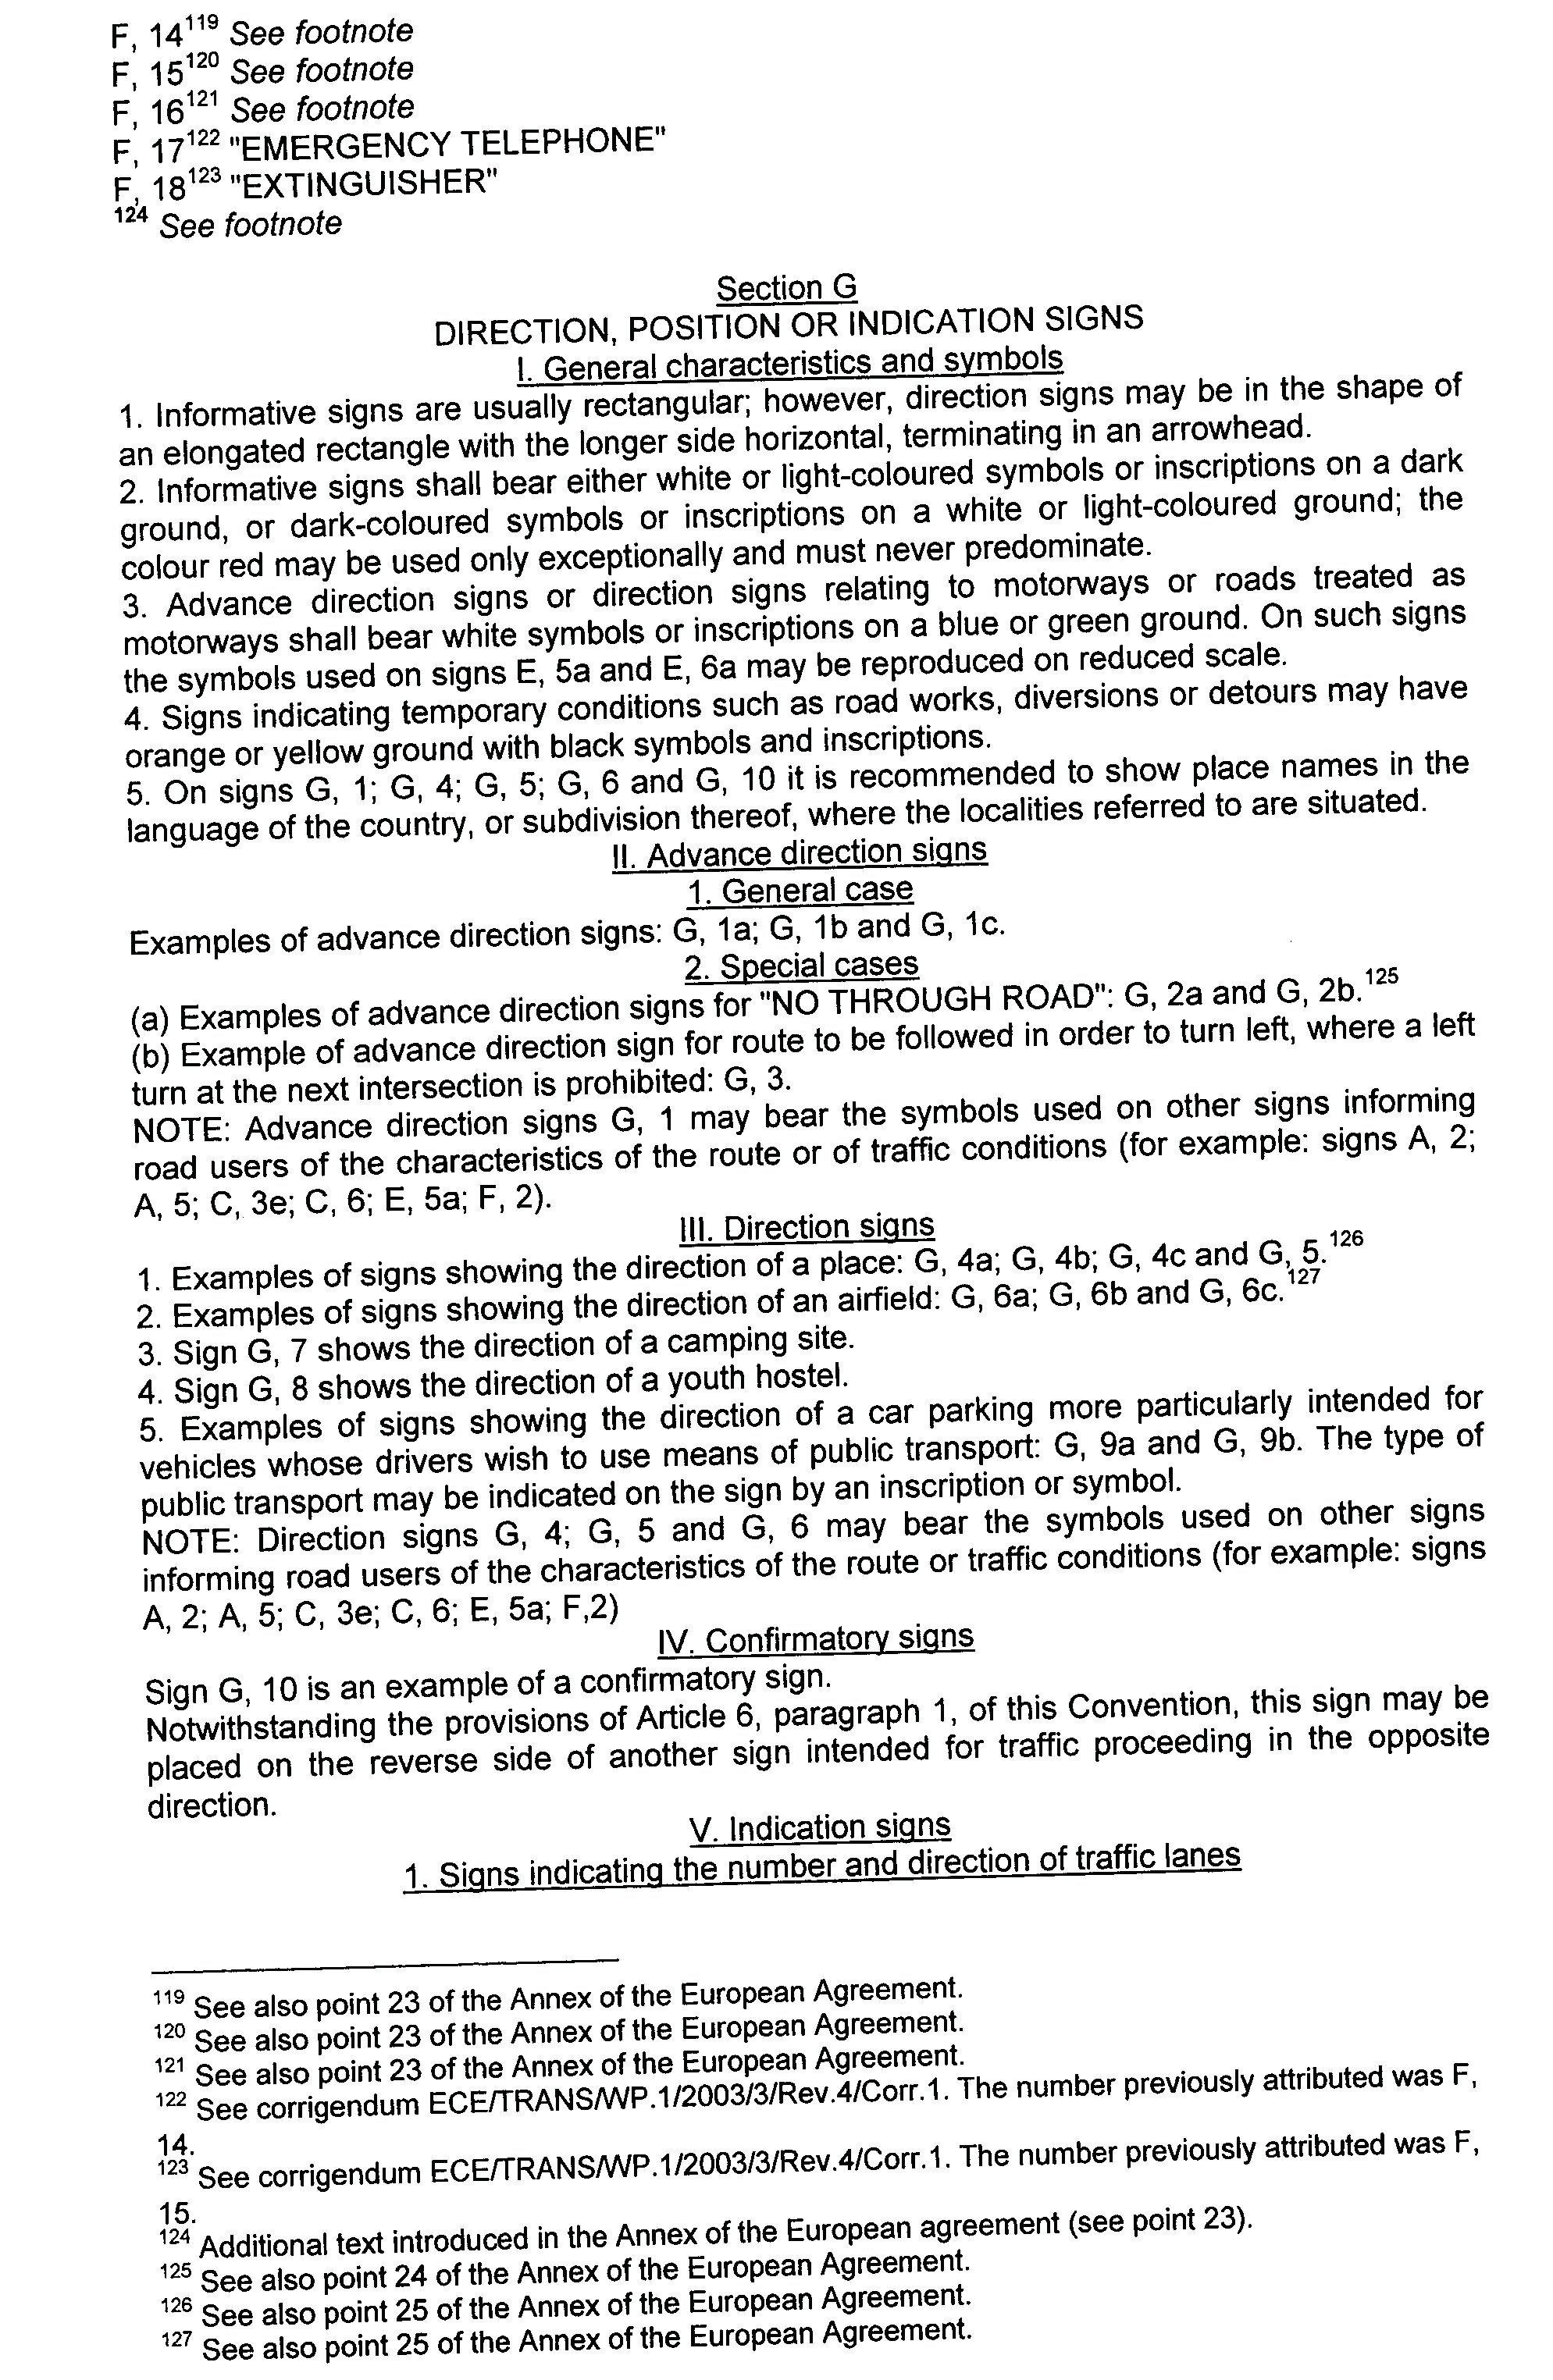 F, 14119 See footnote
F, 15120 See footnote
F, 16121 See footnote
F, 17122 "EMERGENCY TELEPHONE"
F, 18123 "EXTINGUISHER"
124 See footnote
Section G
DIRECTION, POSITION OR INDICATION SIGNS
I. General characteristics and symbols
1. Informative signs are usually rectangular; however, direction signs may be in the shape of
an elongated rectangle with the longer side horizontal, terminating in an arrowhead.
2. Informative signs shall bear either white or light-coloured symbols or inscriptions on a dark
ground, or dark-coloured symbols or inscriptions on a white or light-coloured ground; the
colour red may be used only exceptionally and must never predominate.
3. Advance direction signs or direction signs relating to motorways or roads treated as
motorways shall bear white symbols or inscriptions on a blue or green ground. On such signs
the symbols used on signs E, 5a and E, 6a may be reproduced on reduced scale.
4. Signs indicating temporary conditions such as road works, diversions or detours may have
orange or yellow ground with black symbols and inscriptions.
5. On signs G, 1; G, 4; G, 5; G, 6 and G, 10 it is recommended to show place names in the
language of the country, or subdivision thereof, where the localities referred to are situated.
II. Advance direction signs
1. General case
Examples of advance direction signs: G, 1a; G, 1b and G, 1c.
2. Special cases
(a) Examples of advance direction signs for "NO THROUGH ROAD": G, 2a and G, 2b.125
(b) Example of advance direction sign for route to be followed in order to turn left, where a left
turn at the next intersection is prohibited: G, 3.
NOTE: Advance direction signs G, 1 may bear the symbols used on other signs informing
road users of the characteristics of the route or of traffic conditions (for example: signs A, 2;
A, 5; C, 3e; C, 6; E, 5a; F, 2).
III. Direction signs
1. Examples of signs showing the direction of a place: G, 4a; G, 4b; G, 4c and G, 5.126
2. Examples of signs showing the direction of an airfield: G, 6a; G, 6b and G, 6c.127
3. Sign G, 7 shows the direction of a camping site.
4. Sign G, 8 shows the direction of a youth hostel.
5. Examples of signs showing the direction of a car parking more particularly intended for
vehicles whose drivers wish to use means of public transport: G, 9a and G, 9b. The type of
public transport may be indicated on the sign by an inscription or symbol.
NOTE: Direction signs G, 4; G, 5 and G, 6 may bear the symbols used on other signs
informing road users of the characteristics of the route or traffic conditions (for example: signs
A, 2; A, 5; C, 3e; C, 6; E, 5a; F,2)
IV. Confirmatory signs
Sign G, 10 is an example of a confirmatory sign.
Notwithstanding the provisions of Article 6, paragraph 1, of this Convention, this sign may be
placed on the reverse side of another sign intended for traffic proceeding in the opposite
direction.
V. Indication signs
1. Signs indicating the number and direction of traffic lanes
119 See also point 23 of the Annex of the European Agreement.
120 See also point 23 of the Annex of the European Agreement.
121 See also point 23 of the Annex of the European Agreement.
122 See corrigendum ECE/TRANS/WP.1/2003/3/Rev.4/Corr.1. The number previously attributed was F,
14.
123 See corrigendum ECE/TRANS/WP.1/2003/3/Rev.4/Corr.1. The number previously attributed was F,
15.
124 Additional text introduced in the Annex of the European agreement (see point 23).
125 See also point 24 of the Annex of the European Agreement.
126 See also point 25 of the Annex of the European Agreement.
127 See also point 25 of the Annex of the European Agreement.